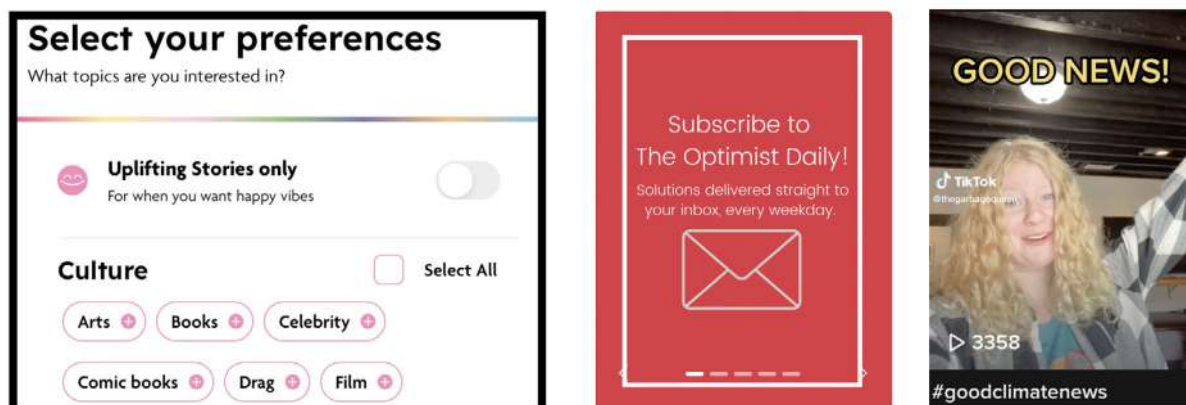 Select your preferences
What topics are you interested in?
Uplifting Stories only
For when you want happy vibes
Culture
Select All
Arts
Books
Celebrity
Comic books
Drag
Film
Subscribe to
The Optimist Daily!
Solutions delivered straight to
your inbox, every weekday.
GOOD NEWS!
TikTok
@thegarbagequeen
3358
#goodclimatenews